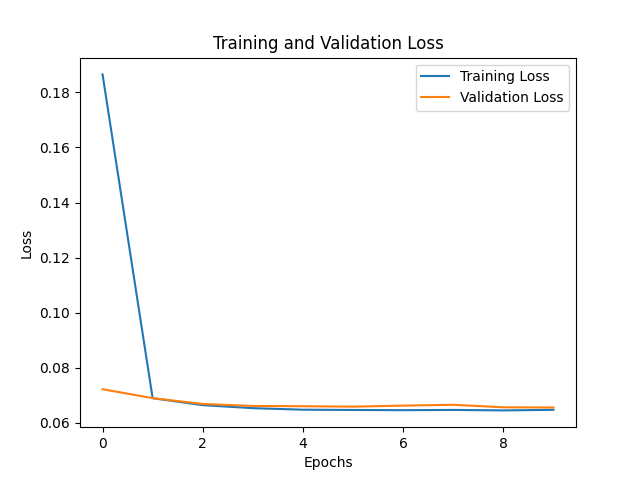 Training and Validation Loss
Training Loss
Validation Loss
0.18
0.16
0.14
0.12
0.10
0.08
0.06
Loss
0 2 4 6 8
Epochs